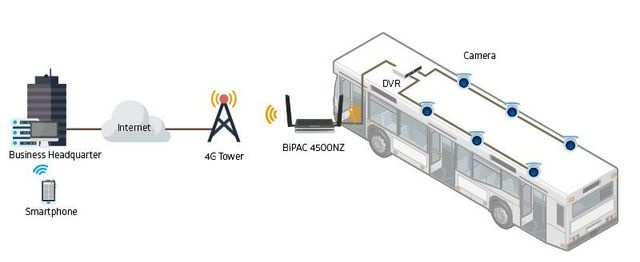 Camera
DVR
Internet
Business Headquarter
4G Tower
BiPAC 4500NZ
Smartphone